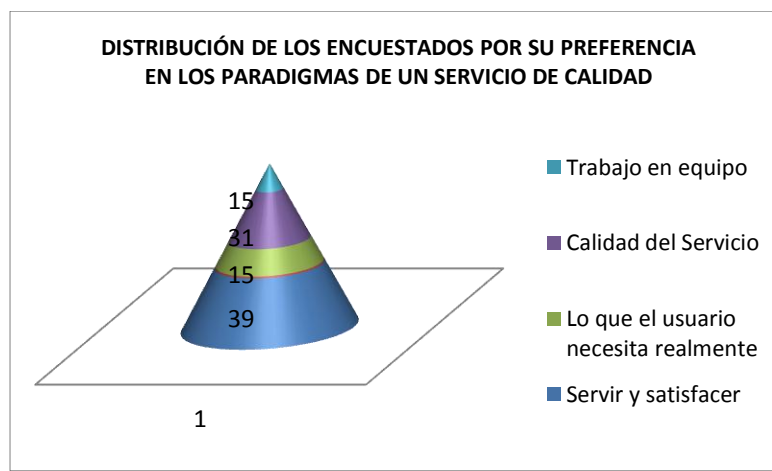 DISTRIBUCIÓN DE LOS ENCUESTADOS POR SU PREFERENCIA
EN LOS PARADIGMAS DE UN SERVICIO DE CALIDAD
15
31
15
39
1
Trabajo en equipo
Calidad del Servicio
Lo que el usuario
necesita realmente
Servir y satisfacer